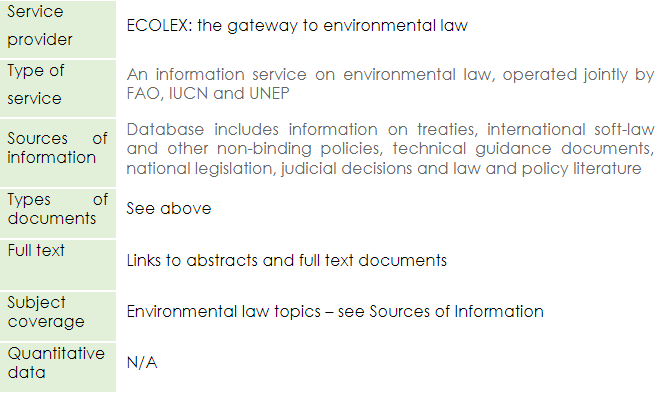 Service
provider
ECOLEX: the gateway to environmental law
Type of
service
An information service on environmental law, operated jointly by
FAO, IUCN and UNEP
Sources of
information
Database includes information on treaties, international soft-law
and other non-binding policies, technical guidance documents,
national legislation, judicial decisions and law and policy literature
Types of
documents
See above
Full text
Links to abstracts and full text documents
Subject
coverage
Environmental law topics – see Sources of Information
Quantitative
data
N/A